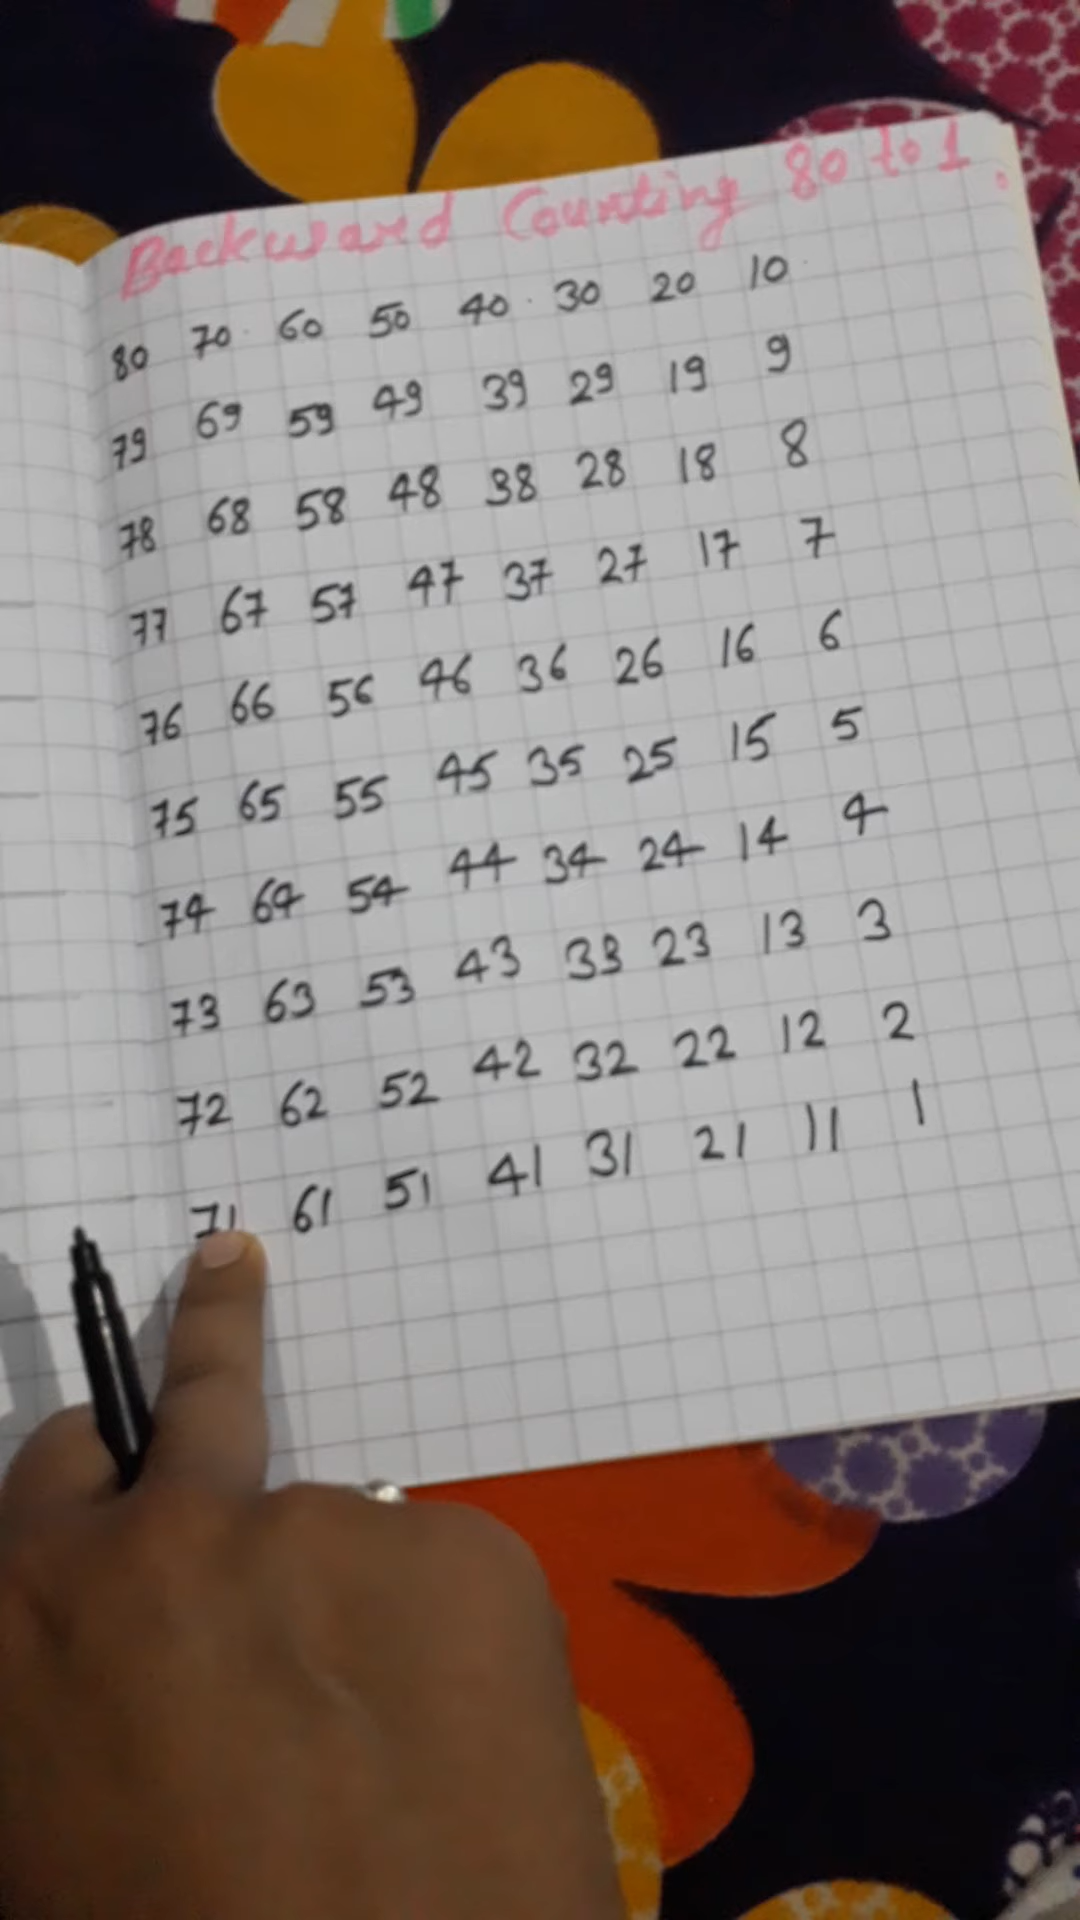 Backward Counting 80 to 1.
80 70 60 50 40 30 20 10
79 69 59 49 39 29 19 9
78 68 58 48 38 28 18 8
77 67 57 47 37 27 17 7
76 66 56 46 36 26 16 6
75 65 55 45 35 25 15 5
74 64 54 44 34 24 14 4
73 63 53 43 33 23 13 3
72 62 52 42 32 22 12 2
71 61 51 41 31 21 11 1